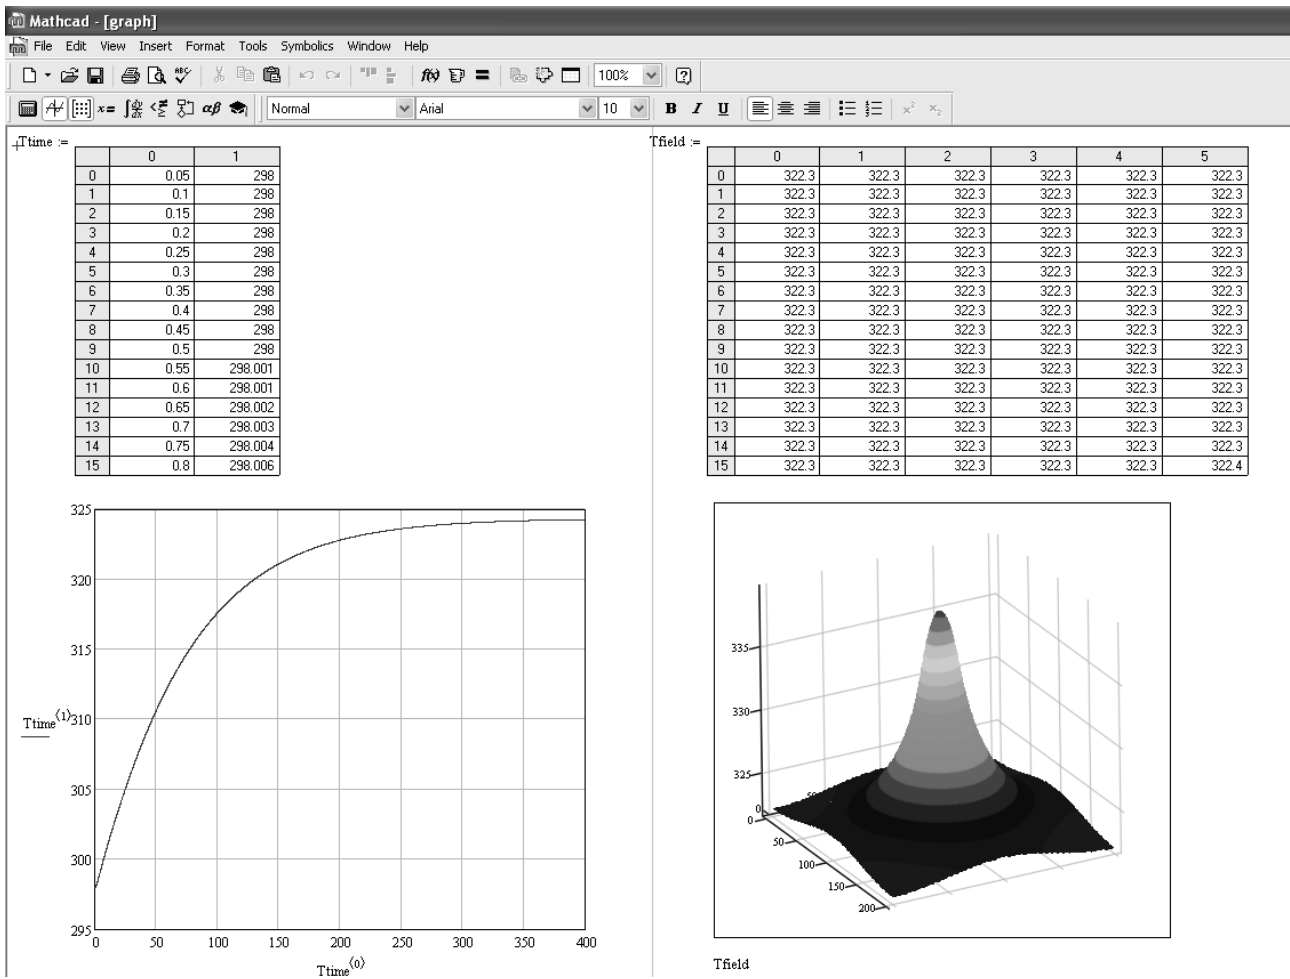 Mathcad - [graph]
File Edit View Insert Format Tools Symbolics Window Help
ABC f(x) = 100% ?
x= αβ Normal Arial 10 B I U x² x₂
Ttime :=
0 1
0 0.05 298
1 0.1 298
2 0.15 298
3 0.2 298
4 0.25 298
5 0.3 298
6 0.35 298
7 0.4 298
8 0.45 298
9 0.5 298
10 0.55 298.001
11 0.6 298.001
12 0.65 298.002
13 0.7 298.003
14 0.75 298.004
15 0.8 298.006
Tfield :=
0 1 2 3 4 5
0 322.3 322.3 322.3 322.3 322.3 322.3
1 322.3 322.3 322.3 322.3 322.3 322.3
2 322.3 322.3 322.3 322.3 322.3 322.3
3 322.3 322.3 322.3 322.3 322.3 322.3
4 322.3 322.3 322.3 322.3 322.3 322.3
5 322.3 322.3 322.3 322.3 322.3 322.3
6 322.3 322.3 322.3 322.3 322.3 322.3
7 322.3 322.3 322.3 322.3 322.3 322.3
8 322.3 322.3 322.3 322.3 322.3 322.3
9 322.3 322.3 322.3 322.3 322.3 322.3
10 322.3 322.3 322.3 322.3 322.3 322.3
11 322.3 322.3 322.3 322.3 322.3 322.3
12 322.3 322.3 322.3 322.3 322.3 322.3
13 322.3 322.3 322.3 322.3 322.3 322.3
14 322.3 322.3 322.3 322.3 322.3 322.3
15 322.3 322.3 322.3 322.3 322.3 322.4
325
320
315
Ttime⟨1⟩ 310
305
300
295
0 50 100 150 200 250 300 350 400
Ttime⟨0⟩
335
330
325
0
0
50
100
150
200
Tfield